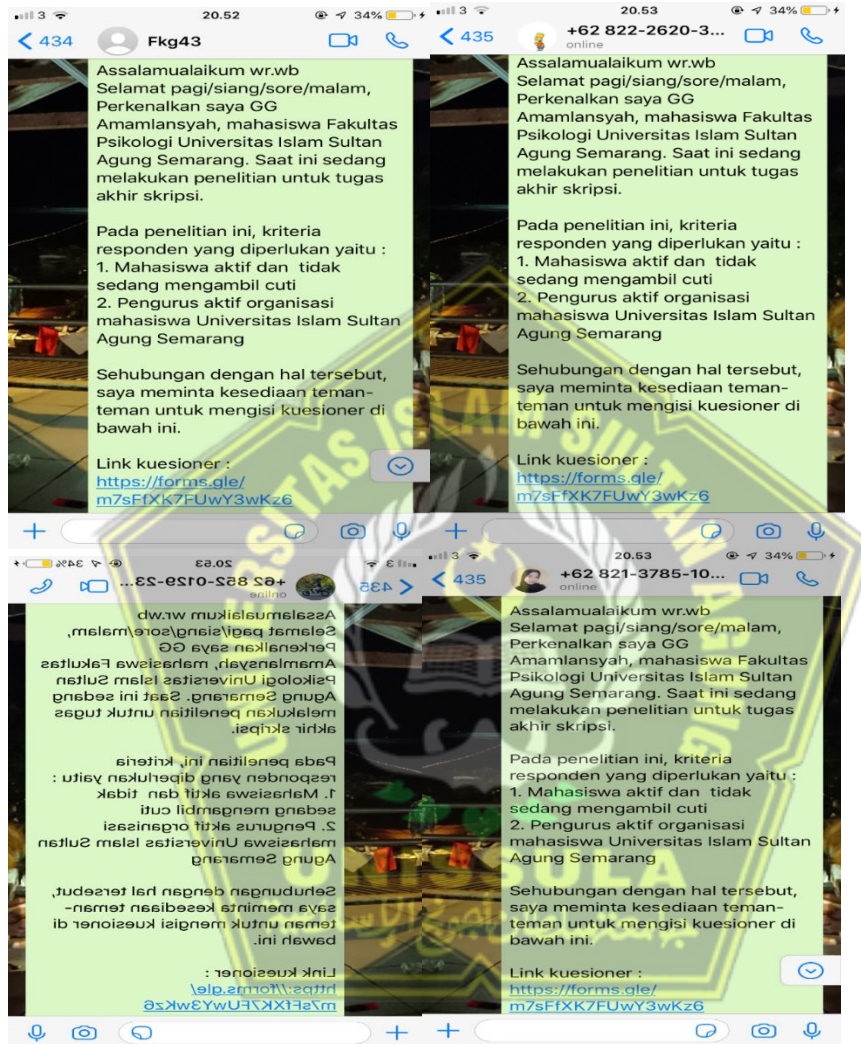 3 20.52 34%
434 Fkg43
Assalamualaikum wr.wb
Selamat pagi/siang/sore/malam,
Perkenalkan saya GG
Amamlansyah, mahasiswa Fakultas
Psikologi Universitas Islam Sultan
Agung Semarang. Saat ini sedang
melakukan penelitian untuk tugas
akhir skripsi.
Pada penelitian ini, kriteria
responden yang diperlukan yaitu :
1. Mahasiswa aktif dan tidak
sedang mengambil cuti
2. Pengurus aktif organisasi
mahasiswa Universitas Islam Sultan
Agung Semarang
Sehubungan dengan hal tersebut,
saya meminta kesediaan teman-
teman untuk mengisi kuesioner di
bawah ini.
Link kuesioner :
https://forms.gle/
m7sFfXK7FUwY3wKz6
3 20.53 34%
435 +62 822-2620-3...
online
Assalamualaikum wr.wb
Selamat pagi/siang/sore/malam,
Perkenalkan saya GG
Amamlansyah, mahasiswa Fakultas
Psikologi Universitas Islam Sultan
Agung Semarang. Saat ini sedang
melakukan penelitian untuk tugas
akhir skripsi.
Pada penelitian ini, kriteria
responden yang diperlukan yaitu :
1. Mahasiswa aktif dan tidak
sedang mengambil cuti
2. Pengurus aktif organisasi
mahasiswa Universitas Islam Sultan
Agung Semarang
Sehubungan dengan hal tersebut,
saya meminta kesediaan teman-
teman untuk mengisi kuesioner di
bawah ini.
Link kuesioner :
https://forms.gle/
m7sFfXK7FUwY3wKz6
3 20.53 34%
435 +62 852-0129-23...
online
Assalamualaikum wr.wb
Selamat pagi/siang/sore/malam,
Perkenalkan saya GG
Amamlansyah, mahasiswa Fakultas
Psikologi Universitas Islam Sultan
Agung Semarang. Saat ini sedang
melakukan penelitian untuk tugas
akhir skripsi.
Pada penelitian ini, kriteria
responden yang diperlukan yaitu :
1. Mahasiswa aktif dan tidak
sedang mengambil cuti
2. Pengurus aktif organisasi
mahasiswa Universitas Islam Sultan
Agung Semarang
Sehubungan dengan hal tersebut,
saya meminta kesediaan teman-
teman untuk mengisi kuesioner di
bawah ini.
Link kuesioner :
https://forms.gle/
m7sFfXK7FUwY3wKz6
3 20.53 34%
435 +62 821-3785-10...
online
Assalamualaikum wr.wb
Selamat pagi/siang/sore/malam,
Perkenalkan saya GG
Amamlansyah, mahasiswa Fakultas
Psikologi Universitas Islam Sultan
Agung Semarang. Saat ini sedang
melakukan penelitian untuk tugas
akhir skripsi.
Pada penelitian ini, kriteria
responden yang diperlukan yaitu :
1. Mahasiswa aktif dan tidak
sedang mengambil cuti
2. Pengurus aktif organisasi
mahasiswa Universitas Islam Sultan
Agung Semarang
Sehubungan dengan hal tersebut,
saya meminta kesediaan teman-
teman untuk mengisi kuesioner di
bawah ini.
Link kuesioner :
https://forms.gle/
m7sFfXK7FUwY3wKz6
UNIVERSITAS ISLAM SULTAN AGUNG
UNISSULA